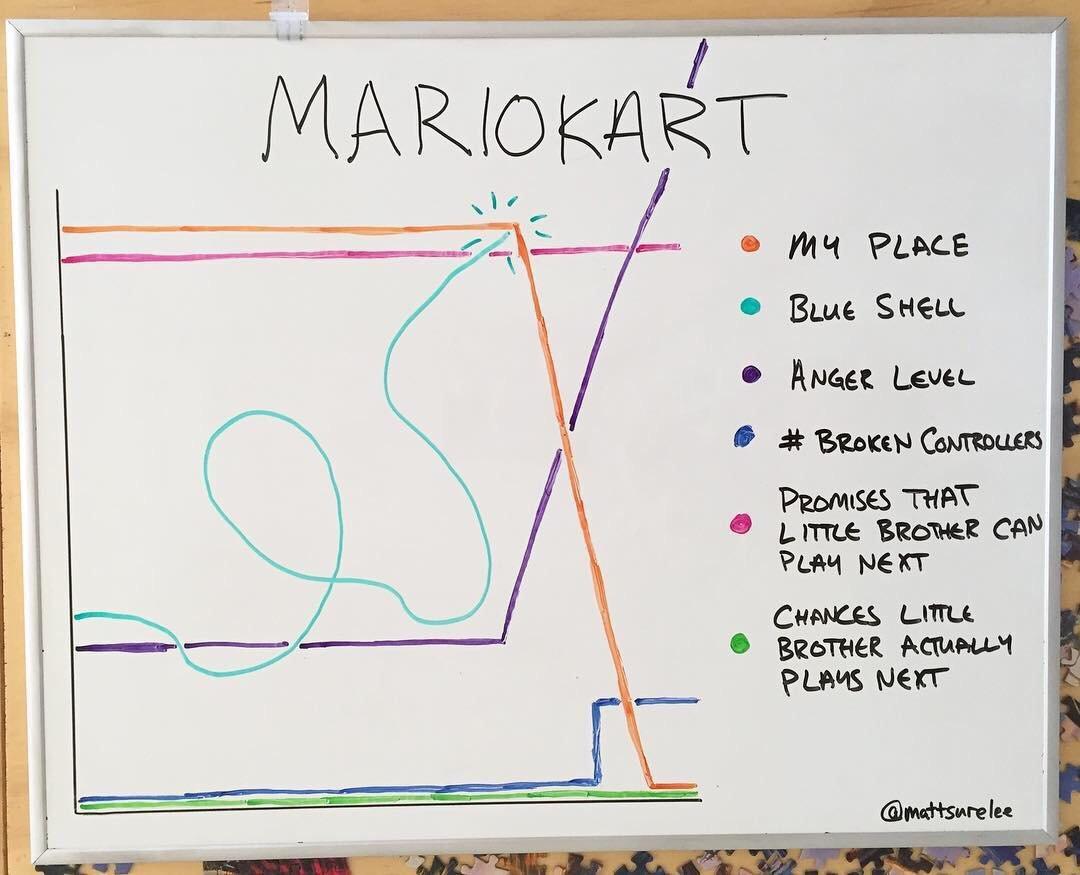 MARIOKART
MY PLACE
BLUE SHELL
ANGER LEVEL
# BROKEN CONTROLLERS
PROMISES THAT
LITTLE BROTHER CAN
PLAY NEXT
CHANCES LITTLE
BROTHER ACTUALLY
PLAYS NEXT
@mattsurelee